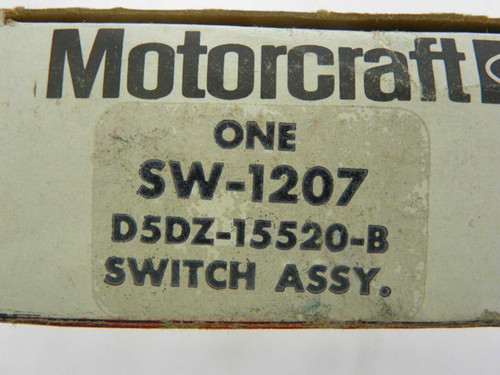 Motorcraft
ONE
SW-1207
D5DZ-15520-B
SWITCH ASSY.